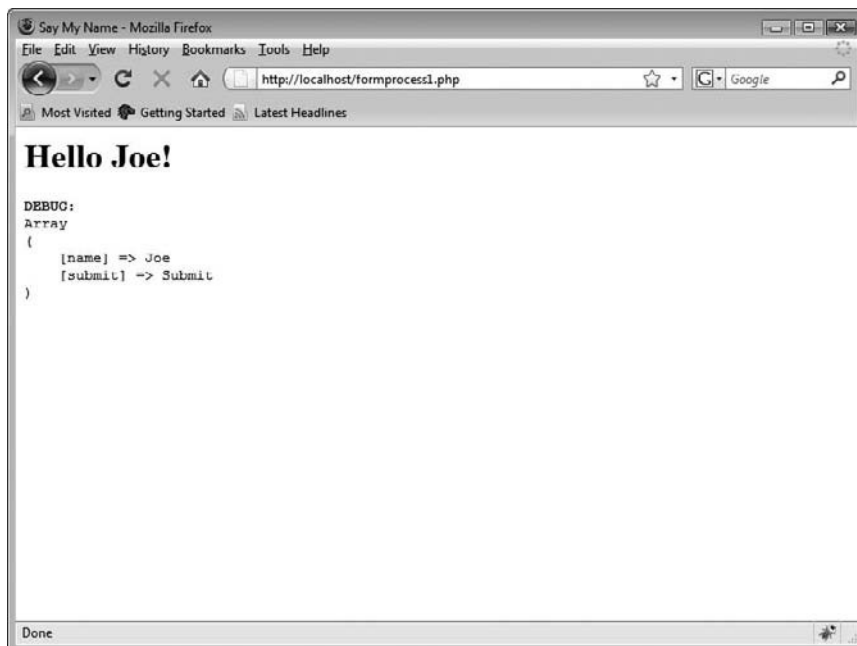 Say My Name - Mozilla Firefox
File Edit View History Bookmarks Tools Help
http://localhost/formprocess1.php
G Google
Most Visited Getting Started Latest Headlines
Hello Joe!
DEBUG:
Array
(
[name] => Joe
[submit] => Submit
)
Done